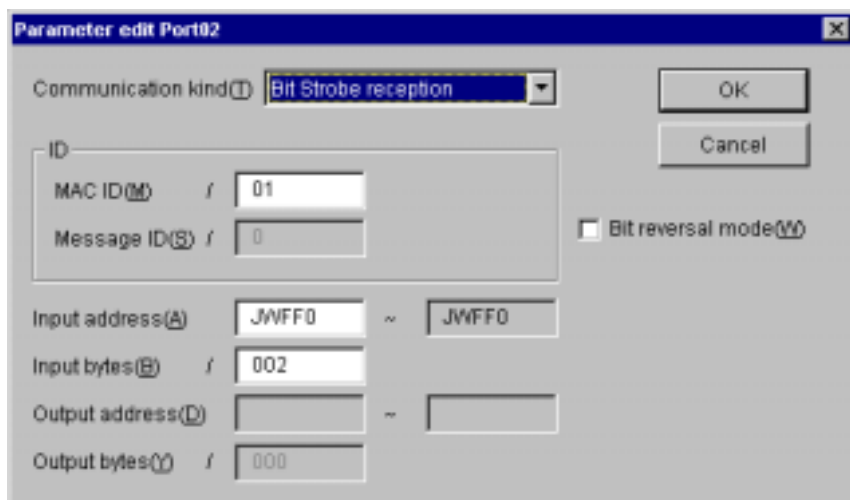 Parameter edit Port02
Communication kind(T) Bit Strobe reception
OK
Cancel
ID
MAC ID(M) / 01
Message ID(S) / 0
Bit reversal mode(W)
Input address(A) JWFF0 ~ JWFF0
Input bytes(B) / 002
Output address(D) ~
Output bytes(Y) / 000